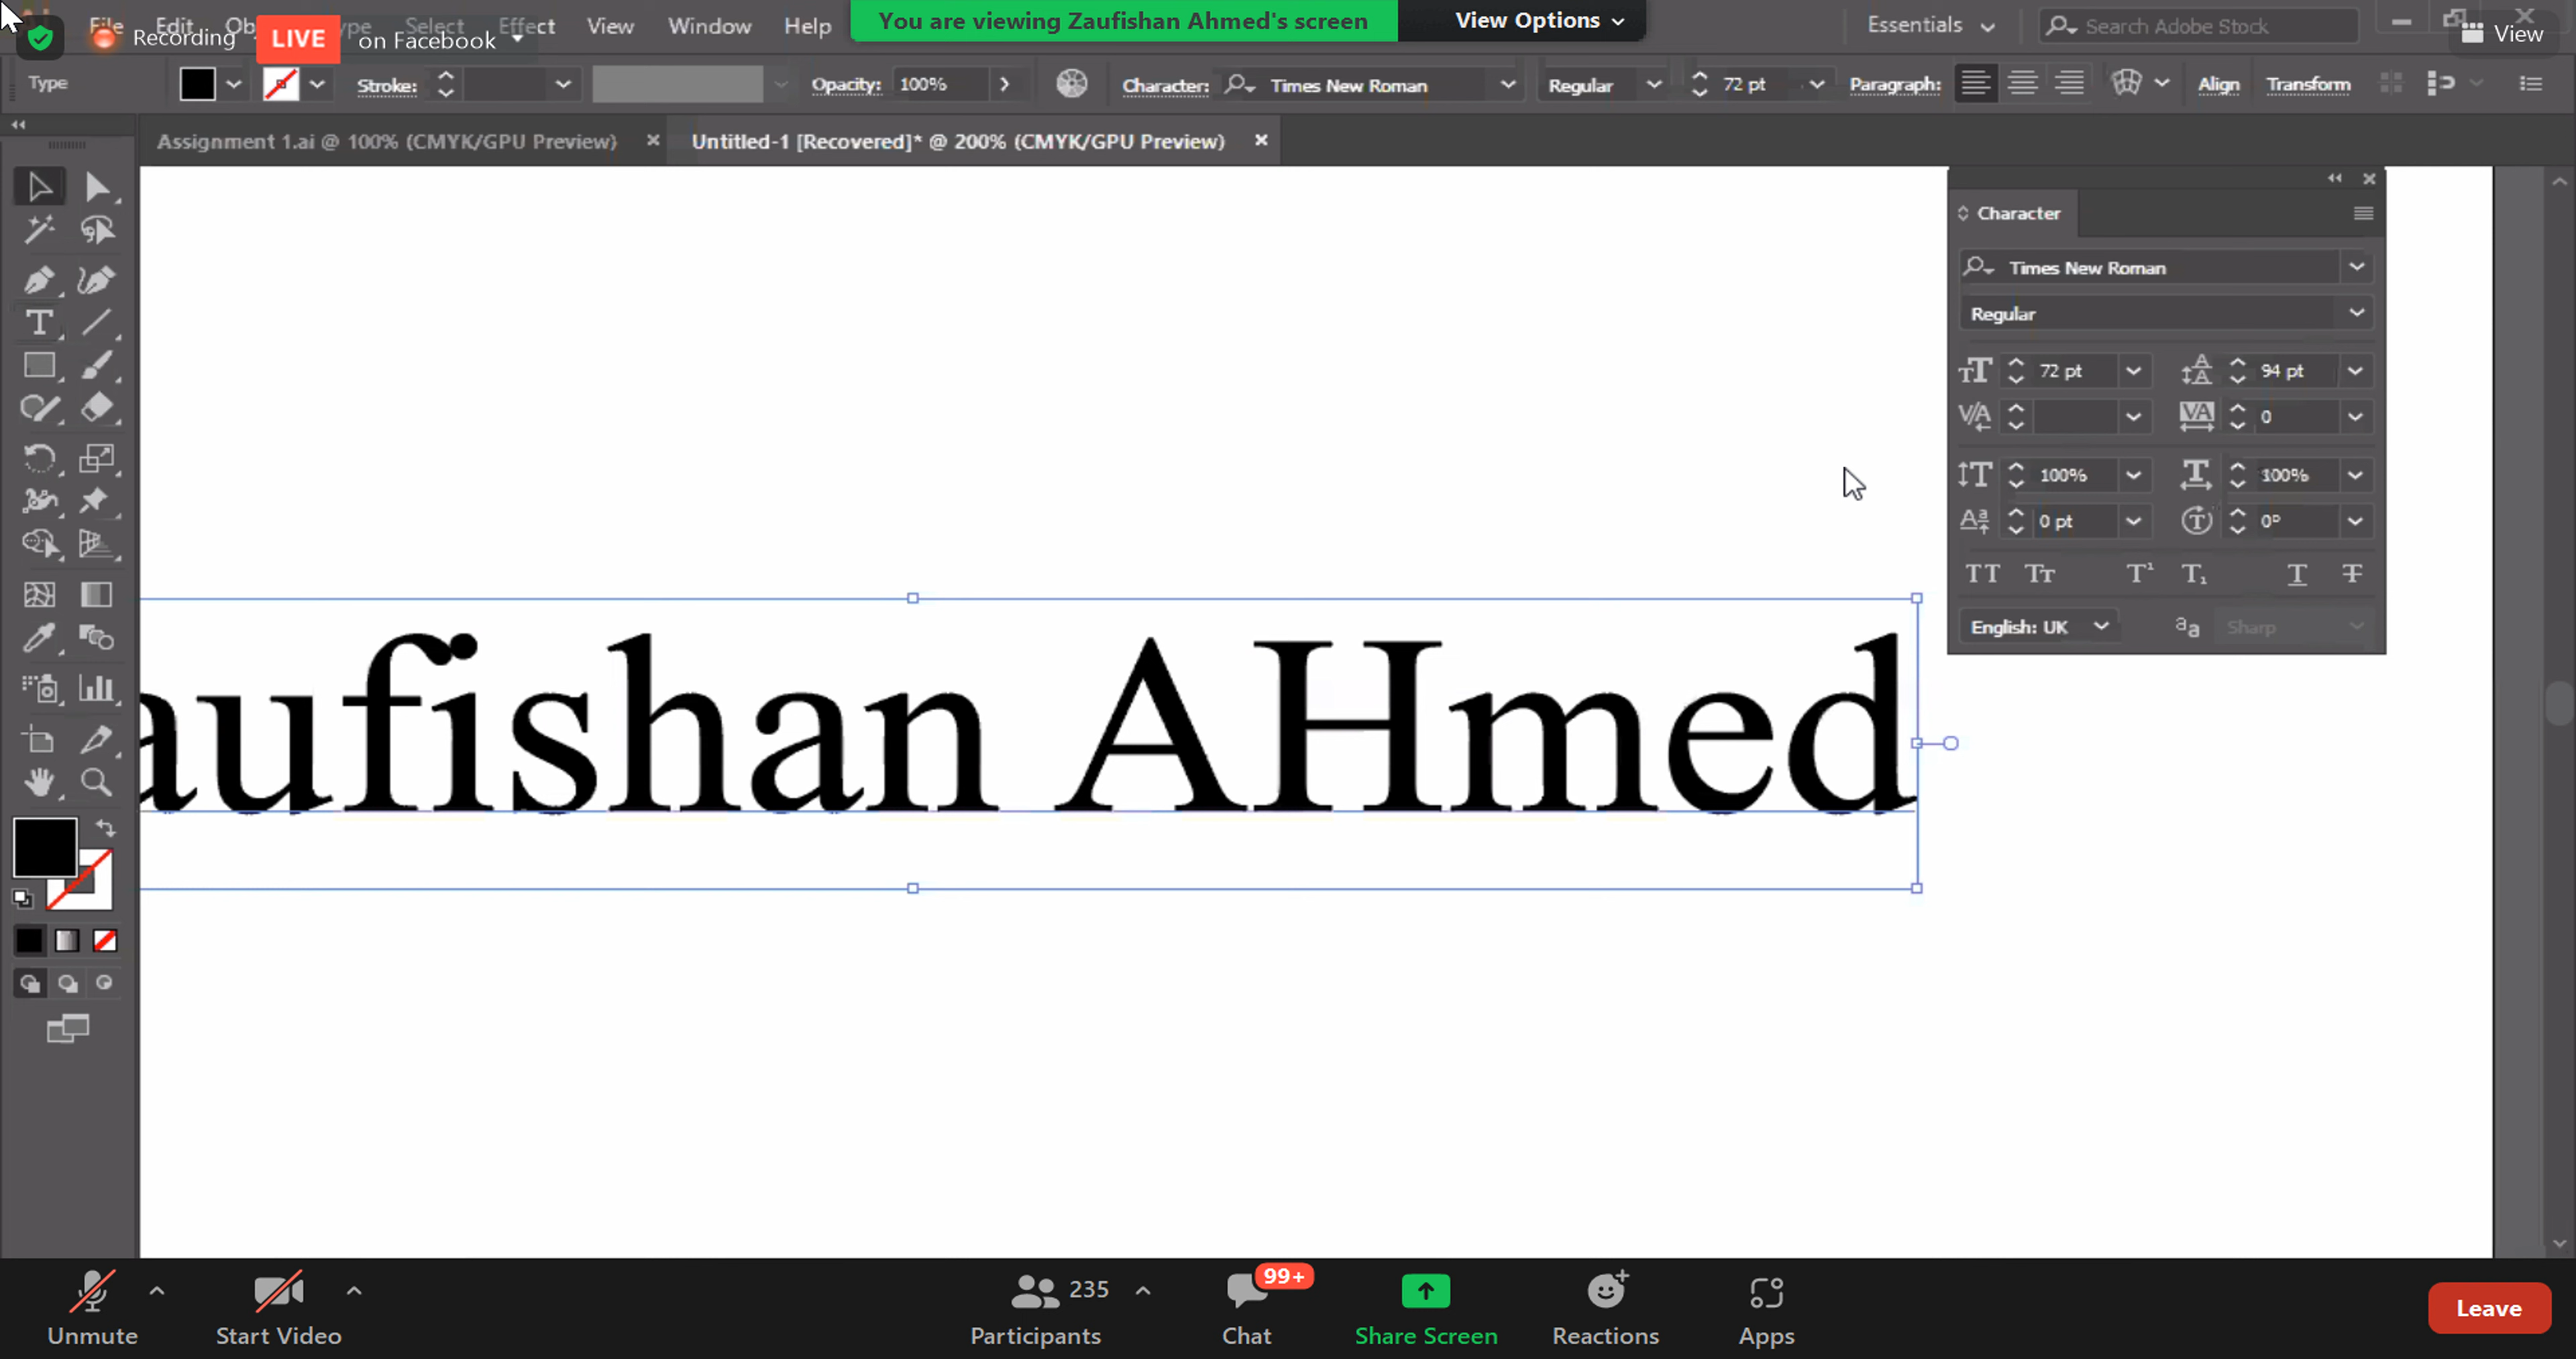 File Edit Select Effect View Window Help
Recording LIVE on Facebook
You are viewing Zaufishan Ahmed's screen View Options
Essentials Search Adobe Stock View
Type Stroke: Opacity: 100% Character: Times New Roman Regular 72 pt Paragraph: Align Transform
Assignment 1.ai @ 100% (CMYK/GPU Preview) Untitled-1 [Recovered]* @ 200% (CMYK/GPU Preview)
Character
Times New Roman
Regular
72 pt 94 pt
0
100% 100%
0 pt 0°
English: UK Sharp
aufishan AHmed
235 99+
Unmute Start Video Participants Chat Share Screen Reactions Apps Leave